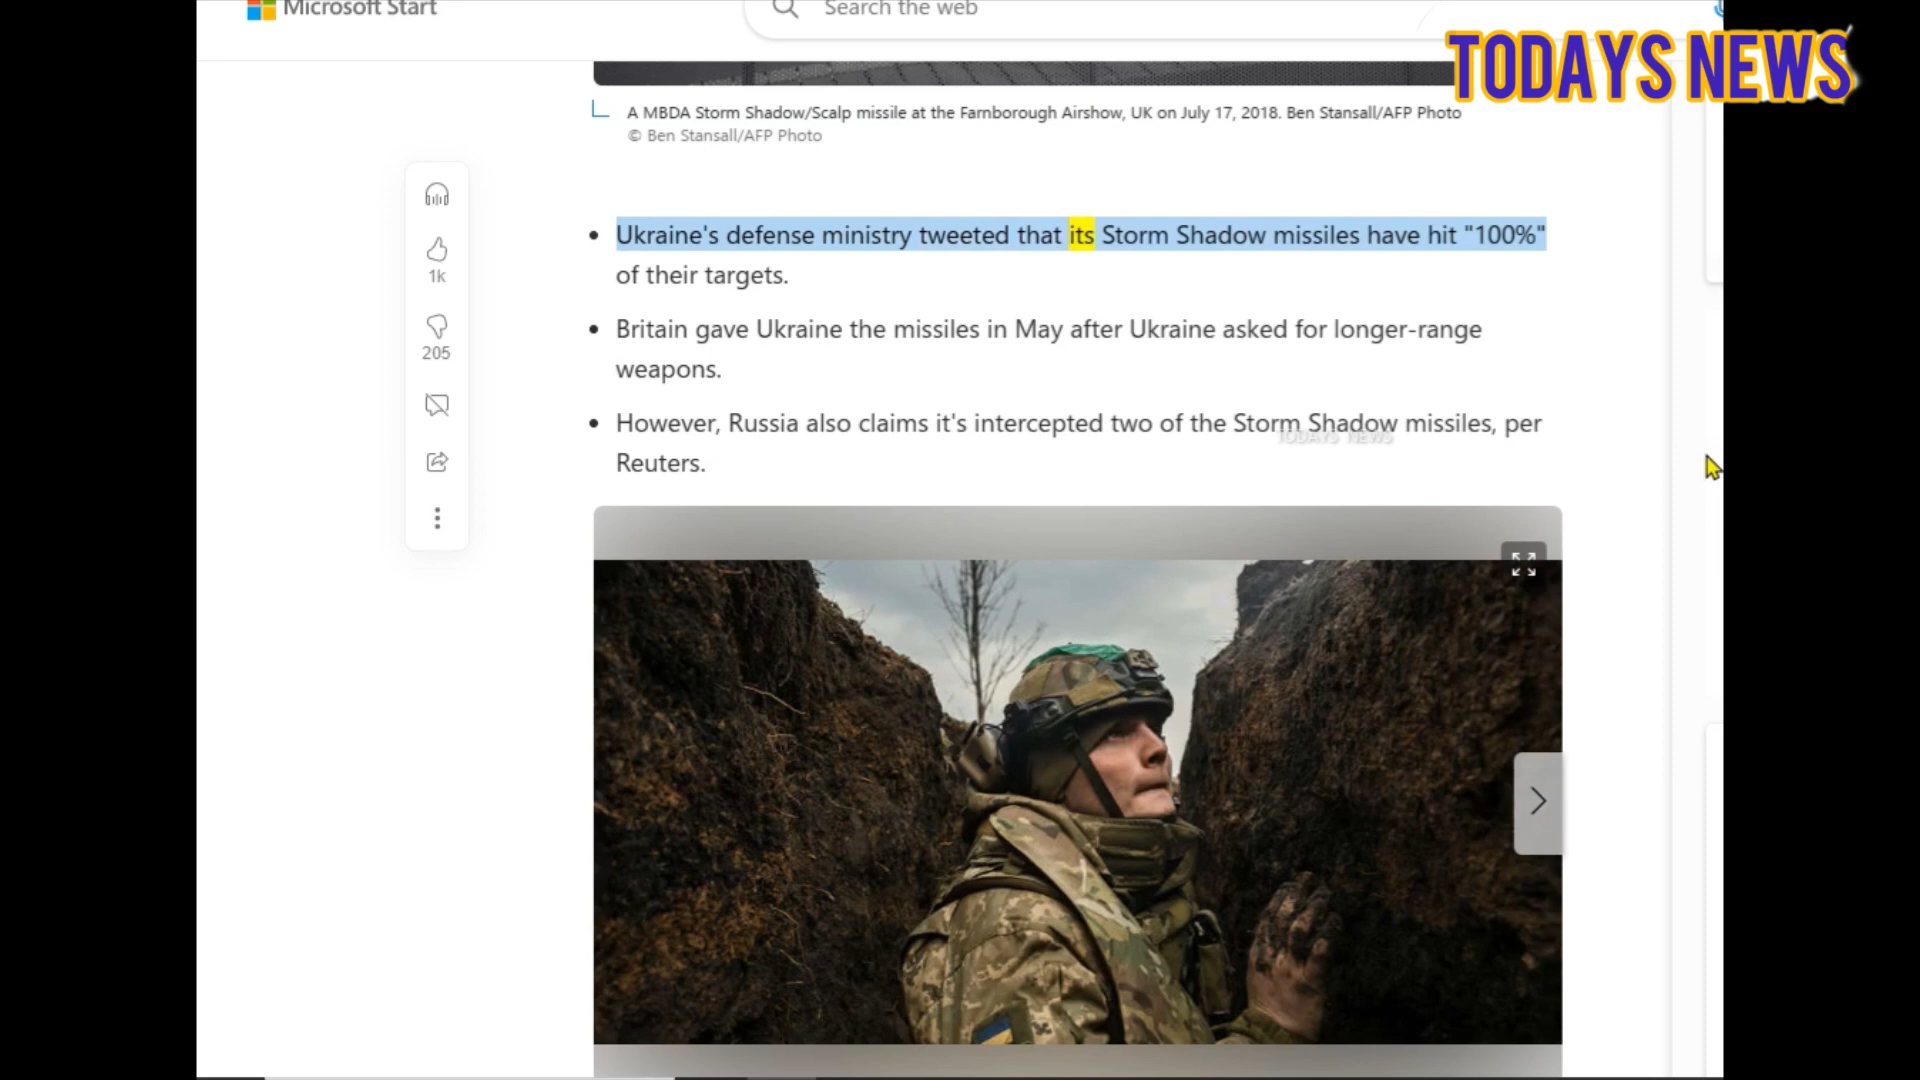 Microsoft Start
Search the web
TODAYS NEWS
A MBDA Storm Shadow/Scalp missile at the Farnborough Airshow, UK on July 17, 2018. Ben Stansall/AFP Photo
© Ben Stansall/AFP Photo
Ukraine's defense ministry tweeted that its Storm Shadow missiles have hit "100%"
of their targets.
1k
Britain gave Ukraine the missiles in May after Ukraine asked for longer-range
weapons.
205
However, Russia also claims it's intercepted two of the Storm Shadow missiles, per
TODAYS NEWS
Reuters.